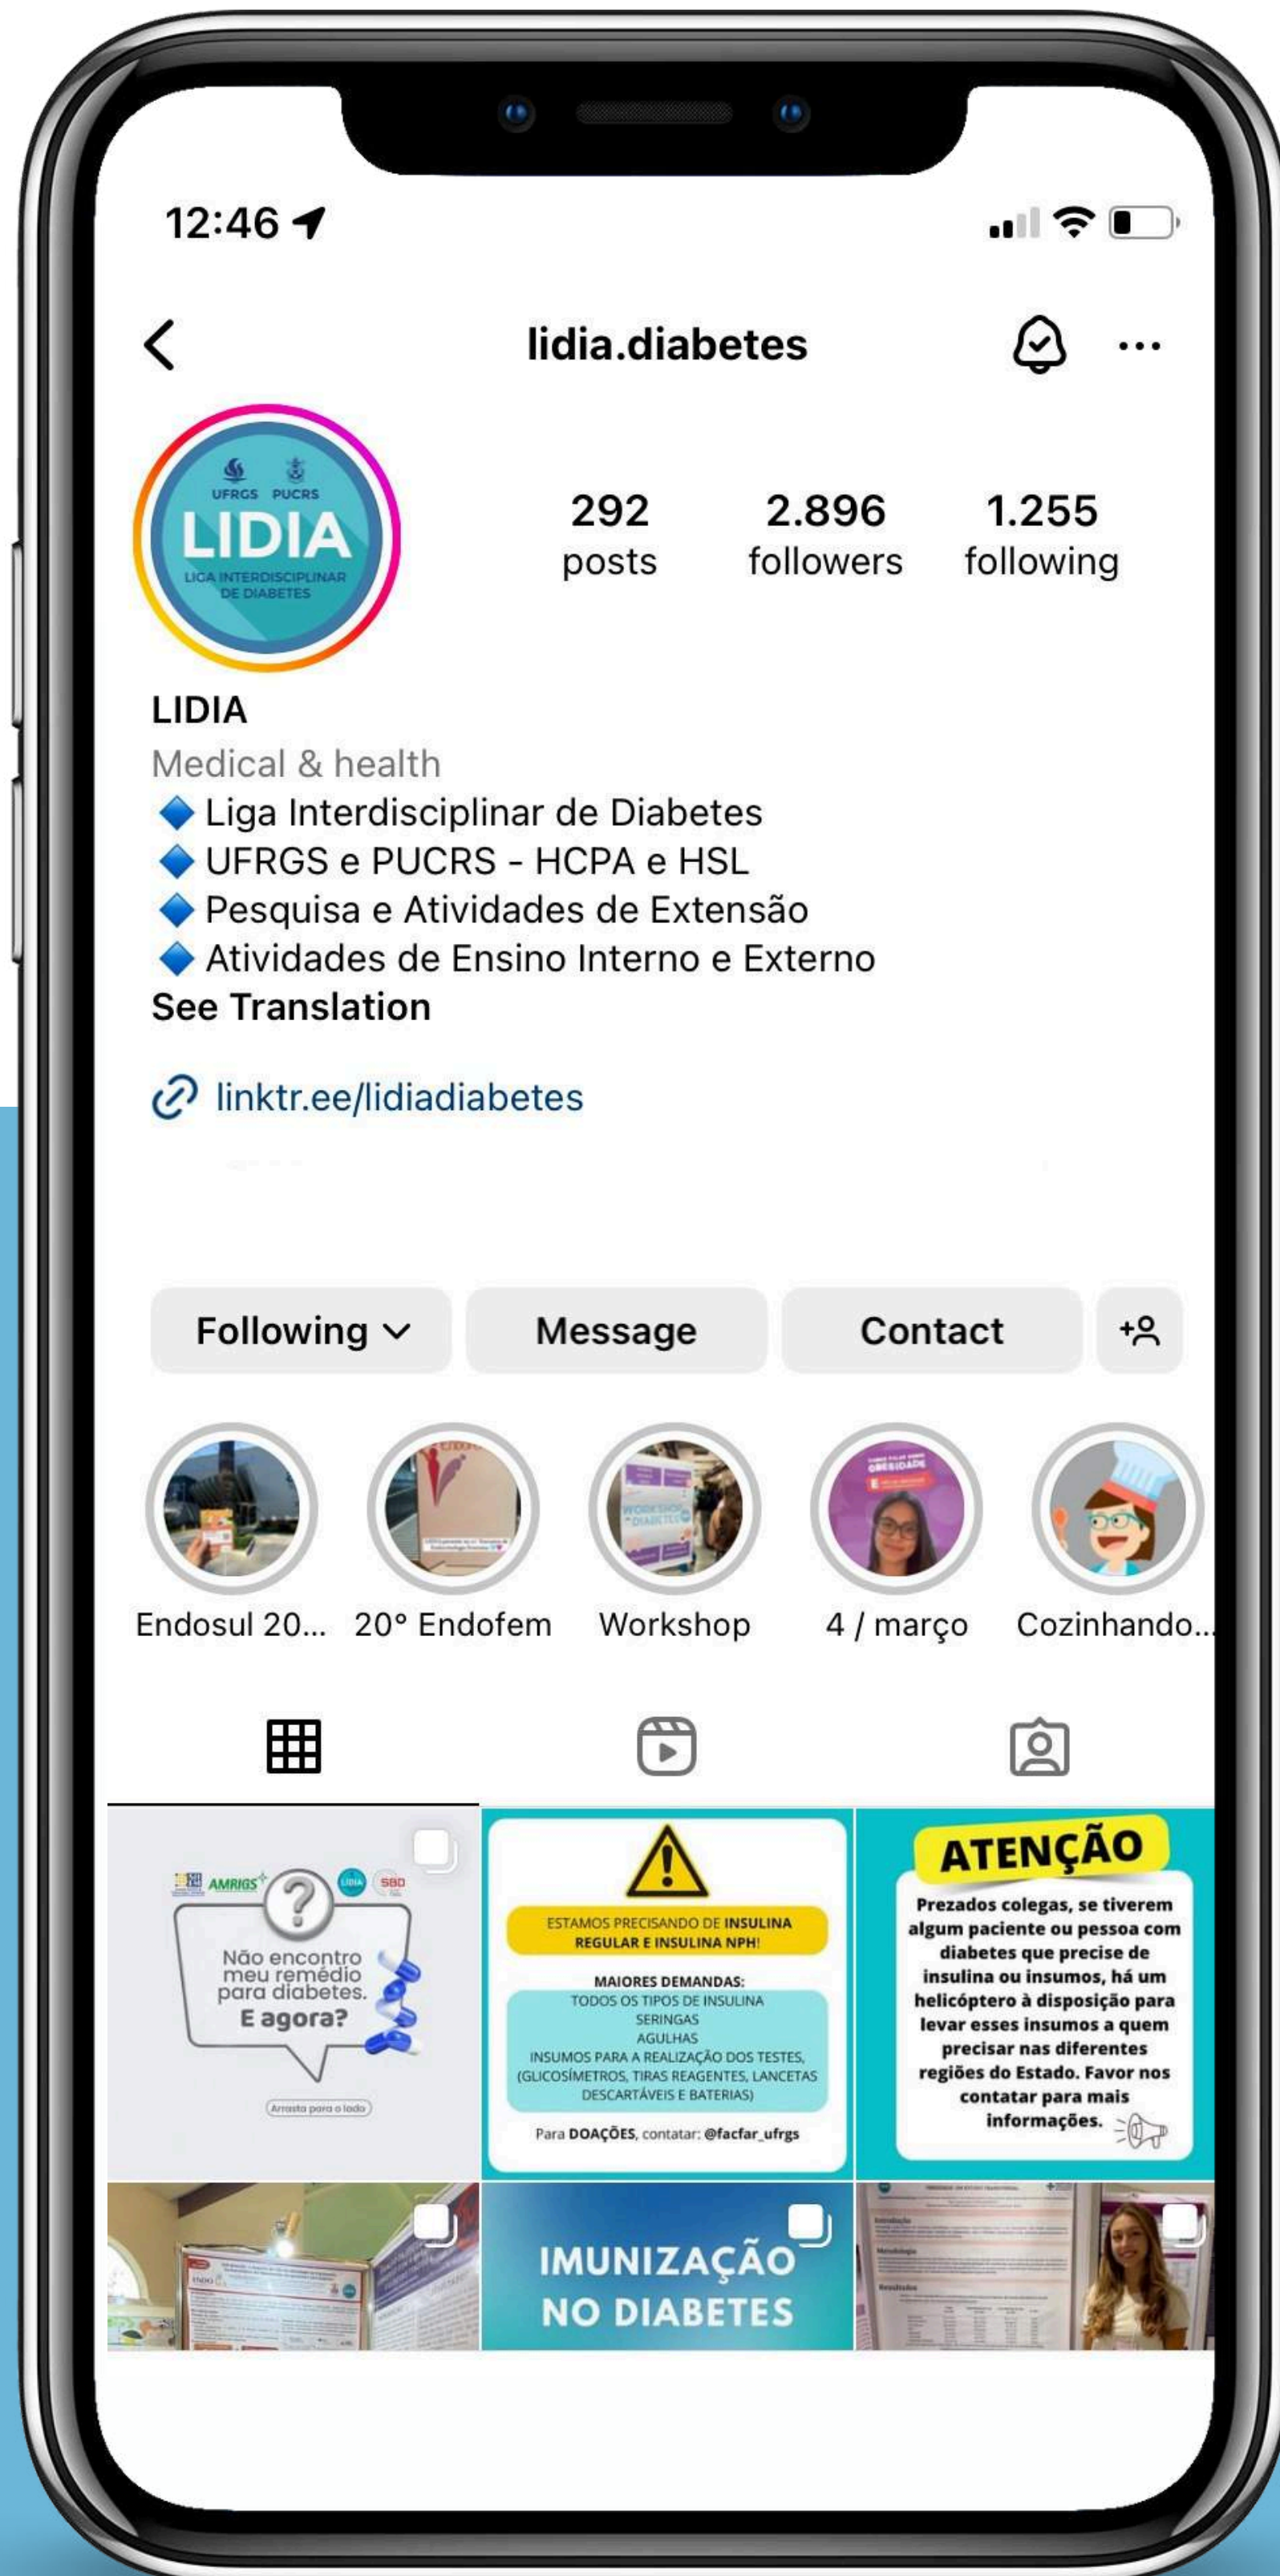 12:46
lidia.diabetes
UFRGS PUCRS
LIDIA
LIGA INTERDISCIPLINAR
DE DIABETES
292
posts
2.896
followers
1.255
following
LIDIA
Medical & health
Liga Interdisciplinar de Diabetes
UFRGS e PUCRS - HCPA e HSL
Pesquisa e Atividades de Extensão
Atividades de Ensino Interno e Externo
See Translation
linktr.ee/lidiadiabetes
Following
Message
Contact
OBESIDADE
WORKSHOP
DIABETES
Endosul 20...
20° Endofem
Workshop
4 / março
Cozinhando...
AMRIGS
LIDIA
SBD
?
Não encontro
meu remédio
para diabetes.
E agora?
Arrasta para o lado
ESTAMOS PRECISANDO DE INSULINA
REGULAR E INSULINA NPH!
MAIORES DEMANDAS:
TODOS OS TIPOS DE INSULINA
SERINGAS
AGULHAS
INSUMOS PARA A REALIZAÇÃO DOS TESTES,
(GLICOSÍMETROS, TIRAS REAGENTES, LANCETAS
DESCARTÁVEIS E BATERIAS)
Para DOAÇÕES, contatar: @facfar_ufrgs
ATENÇÃO
Prezados colegas, se tiverem
algum paciente ou pessoa com
diabetes que precise de
insulina ou insumos, há um
helicóptero à disposição para
levar esses insumos a quem
precisar nas diferentes
regiões do Estado. Favor nos
contatar para mais
informações.
IMUNIZAÇÃO
NO DIABETES
Introdução
Metodologia
Resultados